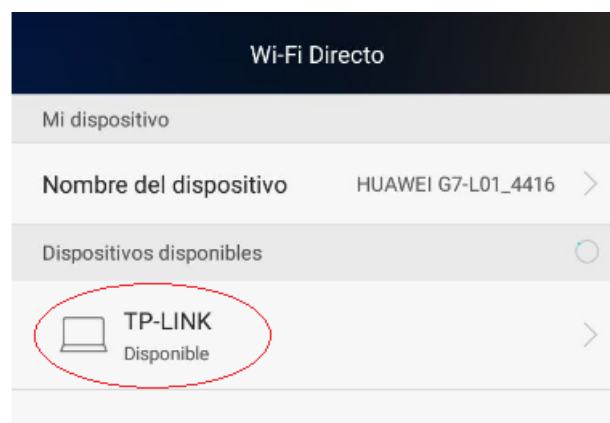 Wi-Fi Directo
Mi dispositivo
Nombre del dispositivo HUAWEI G7-L01_4416
Dispositivos disponibles
TP-LINK
Disponible